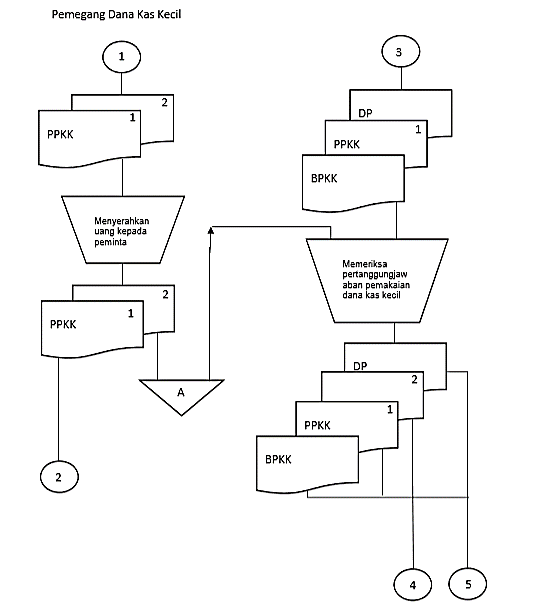 Pemegang Dana Kas Kecil
1
2
1
PPKK
Menyerahkan
uang kepada
peminta
2
1
PPKK
A
2
3
DP
1
PPKK
BPKK
Memeriksa
pertanggungjaw
aban pemakaian
dana kas kecil
DP
2
1
PPKK
BPKK
4
5